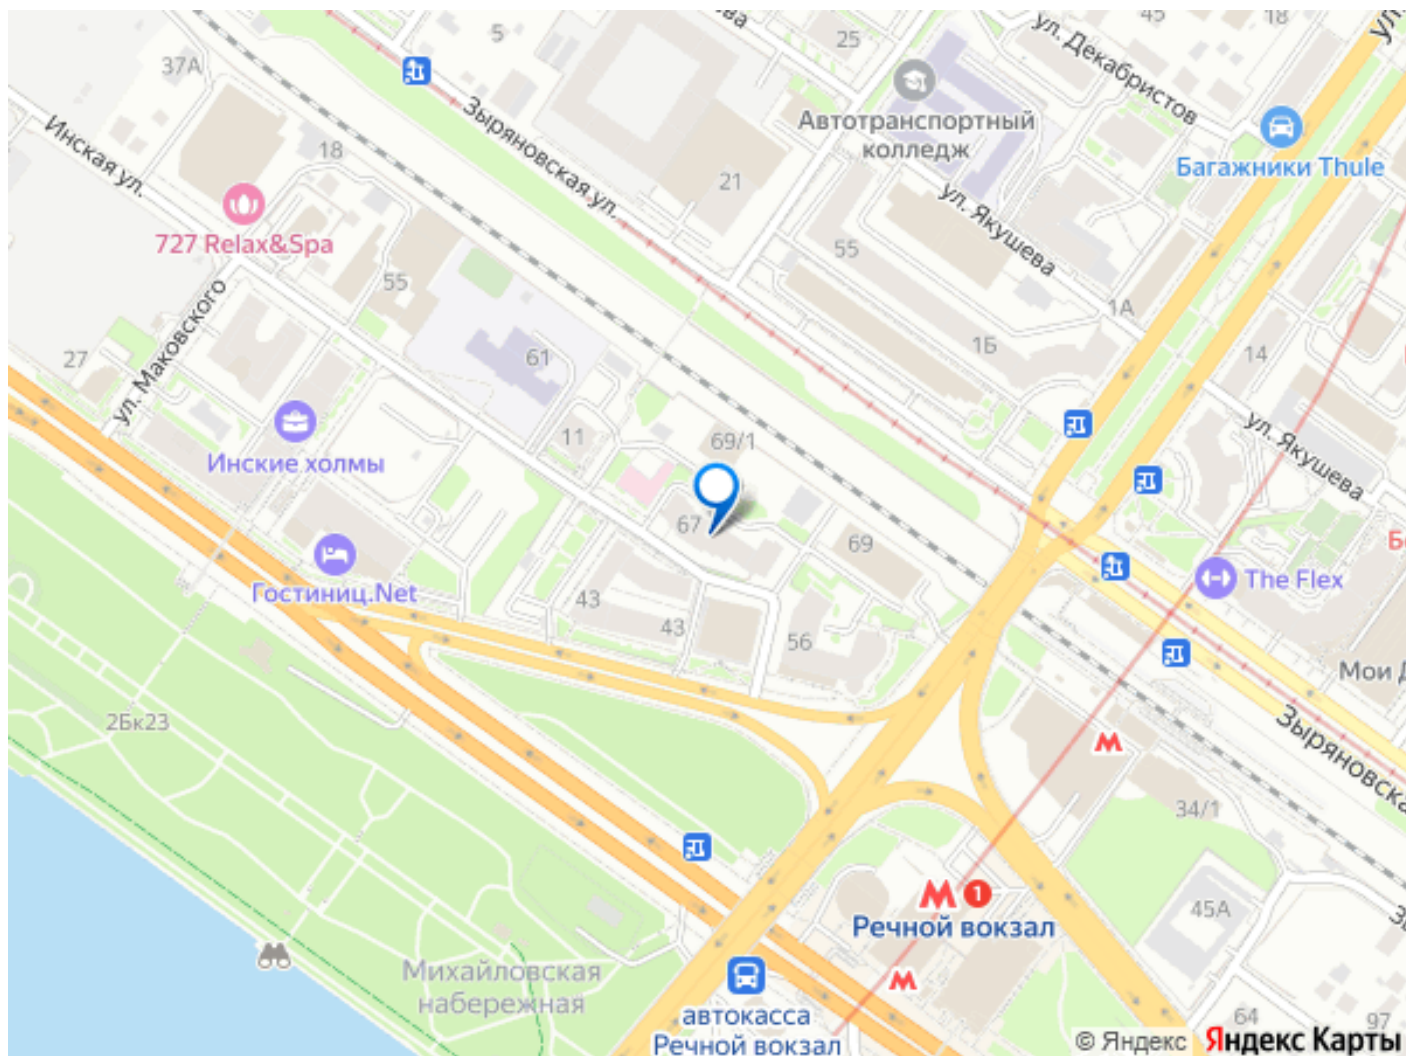 5
45
18
25
ул. Декабристов
37А
Зыряновская ул.
Автотранспортный
колледж
Багажники Thule
Инская ул.
18
21
ул. Якушева
727 Relax&Spa
55
55
1А
ул. Маковского
1Б
14
27
61
ул. Якушева
11
69/1
Инские холмы
67
69
Гостиниц.Net
The Flex
43
43
56
Мои
2Бк23
Зыряновска
34/1
1
Речной вокзал
45А
Михайловская
набережная
автокасса
Речной вокзал
64
97
© Яндекс
Яндекс Карты